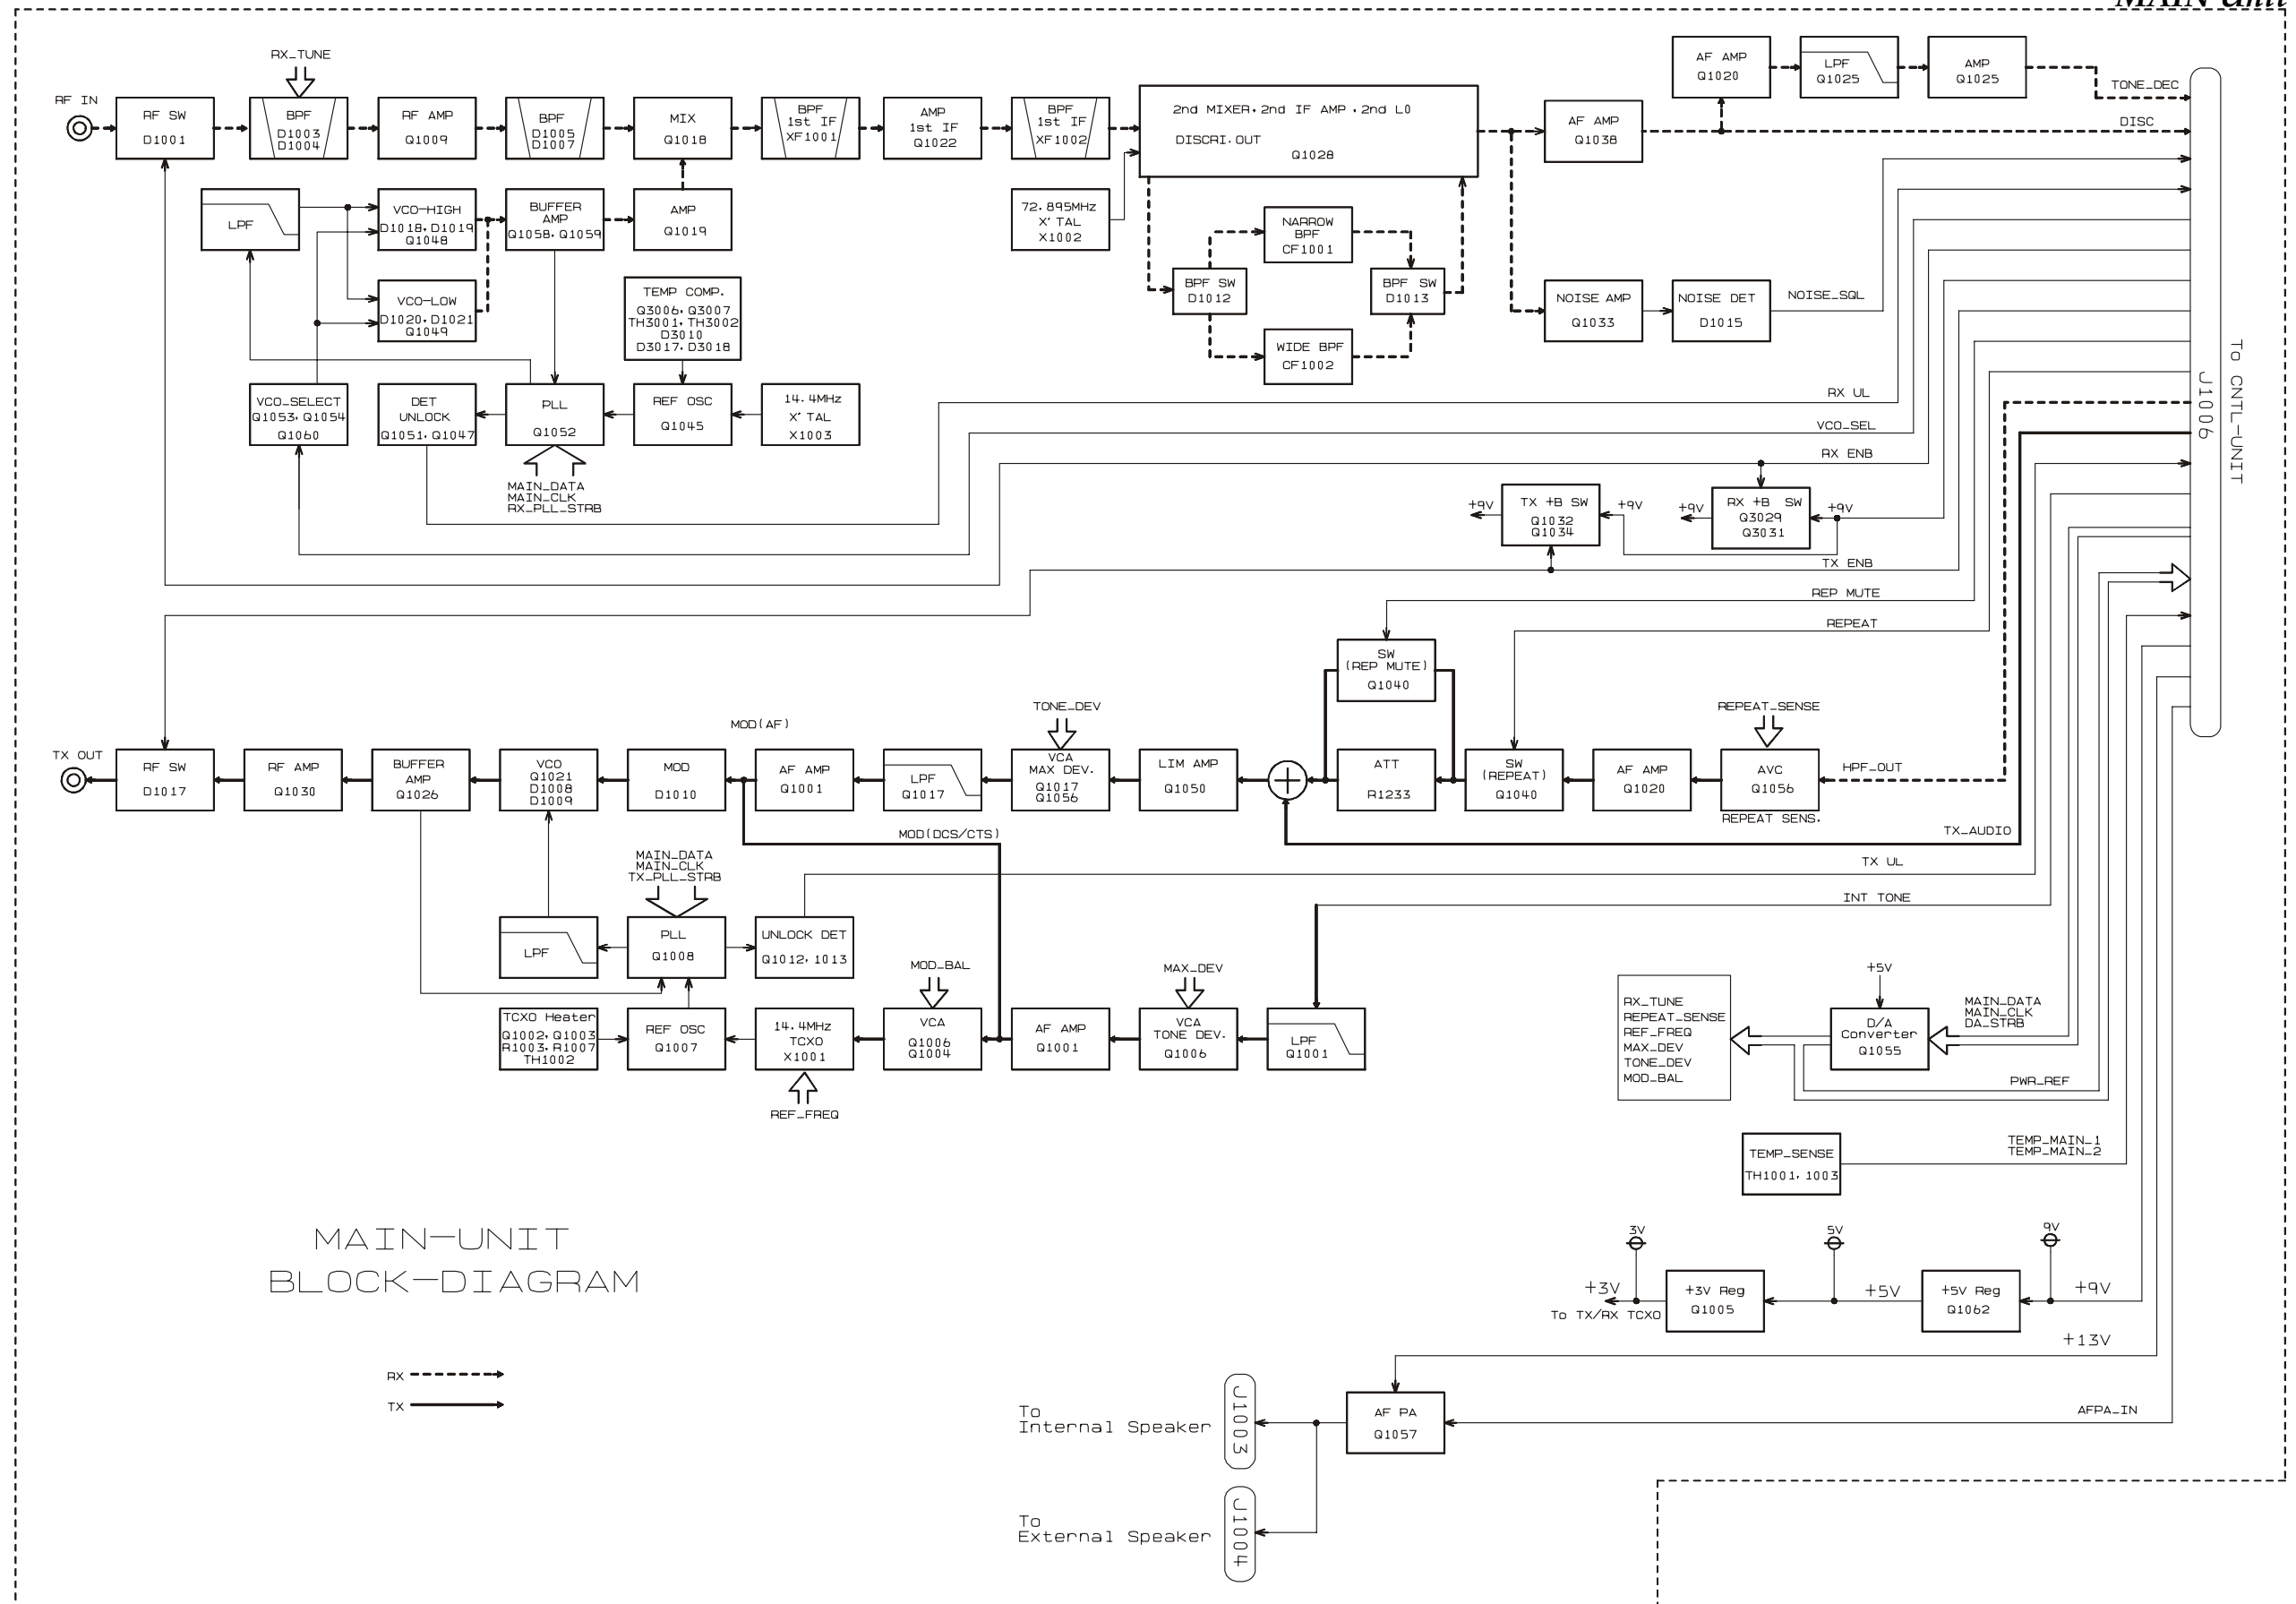 MAIN Unit
RX_TUNE
RF IN
RF SW
D1001
BPF
D1003
D1004
RF AMP
Q1009
BPF
D1005
D1007
MIX
Q1018
BPF
1st IF
XF1001
AMP
1st IF
Q1022
BPF
1st IF
XF1002
2nd MIXER,2nd IF AMP,2nd LO
DISCRI.OUT
Q1028
AF AMP
Q1038
AF AMP
Q1020
LPF
Q1025
AMP
Q1025
TONE_DEC
DISC
LPF
VCO-HIGH
D1018,D1019
Q1048
BUFFER
AMP
Q1058,Q1059
AMP
Q1019
72.895MHz
X'TAL
X1002
NARROW
BPF
CF1001
BPF SW
D1012
BPF SW
D1013
WIDE BPF
CF1002
NOISE AMP
Q1033
NOISE DET
D1015
NOISE_SQL
VCO-LOW
D1020,D1021
Q1049
TEMP COMP.
Q3006,Q3007
TH3001,TH3002
D3010
D3017,D3018
VCO_SELECT
Q1053,Q1054
Q1060
DET
UNLOCK
Q1051,Q1047
PLL
Q1052
REF OSC
Q1045
14.4MHz
X'TAL
X1003
MAIN_DATA
MAIN_CLK
RX_PLL_STRB
RX UL
VCO_SEL
RX ENB
J1006
To CNTL-UNIT
+9V
TX +B SW
Q1032
Q1034
+9V
+9V
RX +B SW
Q3029
Q3031
+9V
TX ENB
REP MUTE
REPEAT
SW
(REP MUTE)
Q1040
TONE_DEV
REPEAT_SENSE
MOD(AF)
TX OUT
RF SW
D1017
RF AMP
Q1030
BUFFER
AMP
Q1026
VCO
Q1021
D1008
D1009
MOD
D1010
AF AMP
Q1001
LPF
Q1017
VCA
MAX DEV.
Q1017
Q1056
LIM AMP
Q1050
ATT
R1233
SW
(REPEAT)
Q1040
AF AMP
Q1020
AVC
Q1056
REPEAT SENS.
HPF_OUT
MOD(DCS/CTS)
TX_AUDIO
TX UL
INT TONE
MAIN_DATA
MAIN_CLK
TX_PLL_STRB
LPF
PLL
Q1008
UNLOCK DET
Q1012,1013
MOD_BAL
MAX_DEV
TCXO Heater
Q1002,Q1003
R1003,R1007
TH1002
REF OSC
Q1007
14.4MHz
TCXO
X1001
VCA
Q1006
Q1004
AF AMP
Q1001
VCA
TONE DEV.
Q1006
LPF
Q1001
REF_FREQ
RX_TUNE
REPEAT_SENSE
REF_FREQ
MAX_DEV
TONE_DEV
MOD_BAL
+5V
D/A
Converter
Q1055
MAIN_DATA
MAIN_CLK
DA_STRB
PWR_REF
TEMP_SENSE
TH1001,1003
TEMP_MAIN_1
TEMP_MAIN_2
MAIN-UNIT
BLOCK-DIAGRAM
3V
5V
9V
+3V
To TX/RX TCXO
+3V Reg
Q1005
+5V
+5V Reg
Q1062
+9V
+13V
RX
TX
To
Internal Speaker
J1003
AF PA
Q1057
AFPA_IN
To
External Speaker
J1004